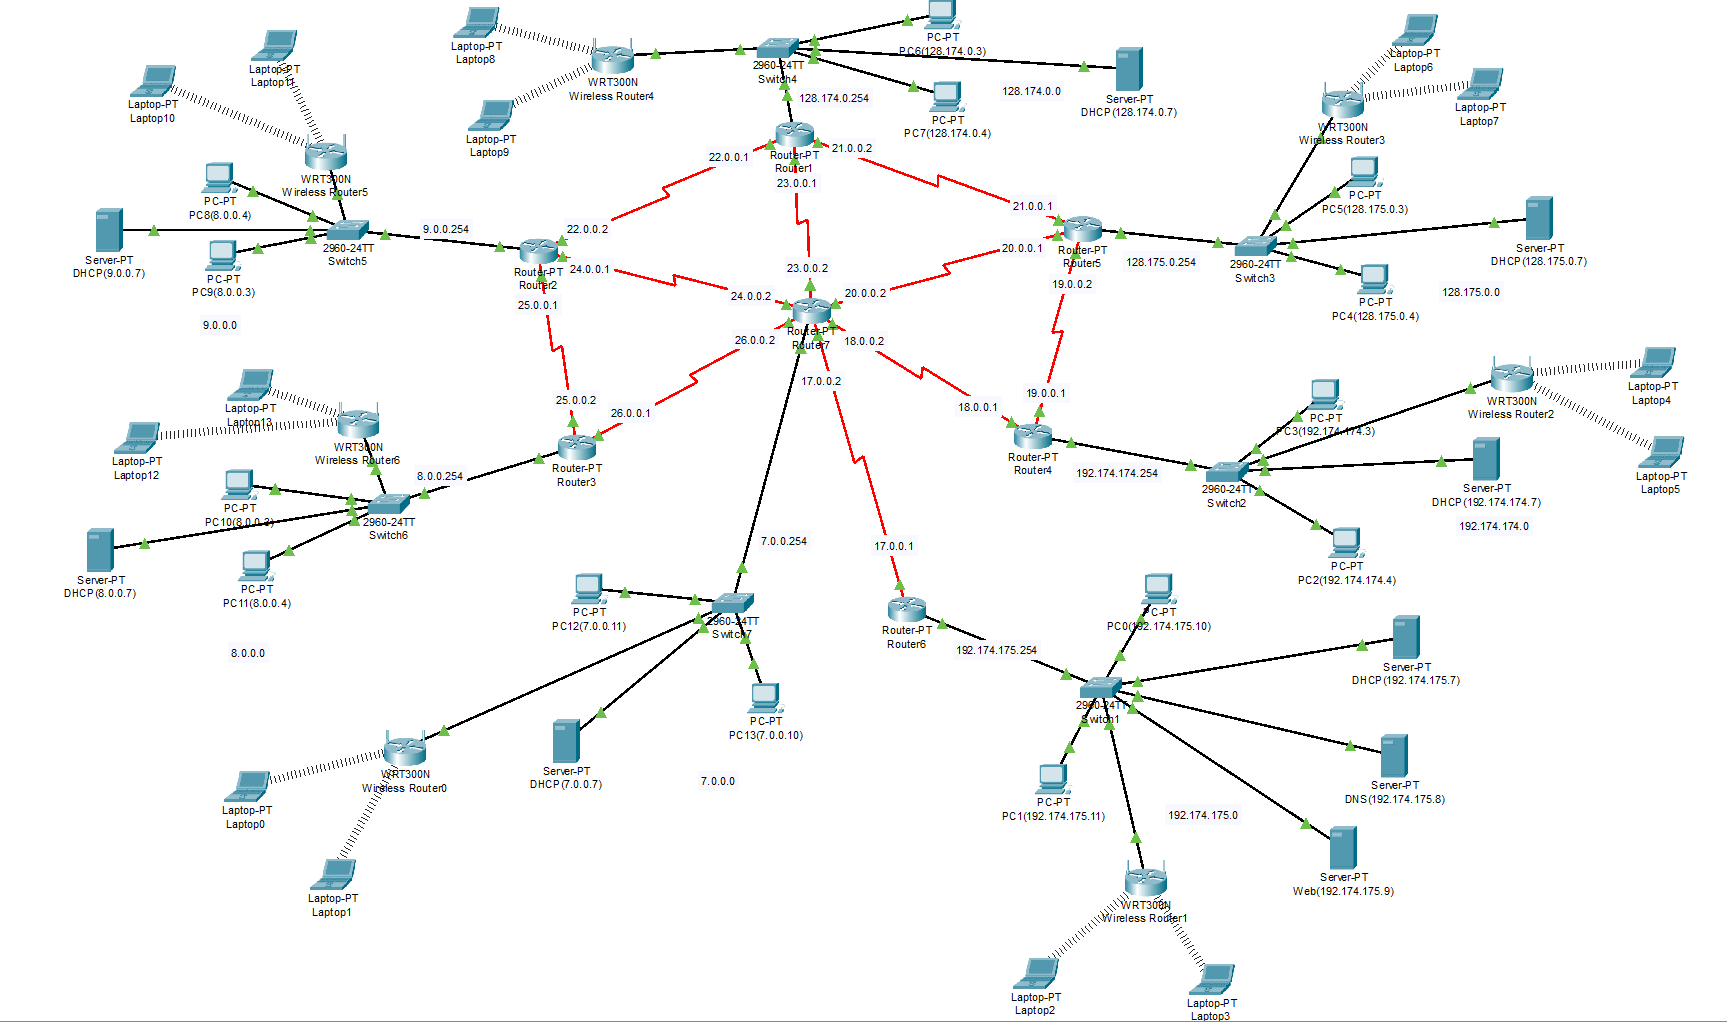 Laptop-PT
Laptop8
WRT300N
Wireless Router4
Laptop-PT
Laptop9
2960-24TT
Switch4
PC-PT
PC6(128.174.0.3)
PC-PT
PC7(128.174.0.4)
128.174.0.0
Server-PT
DHCP(128.174.0.7)
128.174.0.254
Router-PT
Router1
22.0.0.1
21.0.0.2
23.0.0.1
Laptop-PT
Laptop6
Laptop-PT
Laptop7
WRT300N
Wireless Router3
PC-PT
PC5(128.175.0.3)
Server-PT
DHCP(128.175.0.7)
PC-PT
PC4(128.175.0.4)
128.175.0.0
2960-24TT
Switch3
128.175.0.254
21.0.0.1
20.0.0.1
Router-PT
Router5
19.0.0.2
Laptop-PT
Laptop11
Laptop-PT
Laptop10
WRT300N
Wireless Router5
PC-PT
PC8(8.0.0.4)
Server-PT
DHCP(9.0.0.7)
PC-PT
PC9(8.0.0.3)
9.0.0.0
2960-24TT
Switch5
9.0.0.254
22.0.0.2
24.0.0.1
Router-PT
Router2
25.0.0.1
23.0.0.2
24.0.0.2
20.0.0.2
Router-PT
Router7
26.0.0.2
18.0.0.2
17.0.0.2
Laptop-PT
Laptop13
Laptop-PT
Laptop12
WRT300N
Wireless Router6
PC-PT
PC10(8.0.0.3)
Server-PT
DHCP(8.0.0.7)
PC-PT
PC11(8.0.0.4)
8.0.0.0
2960-24TT
Switch6
8.0.0.254
25.0.0.2
26.0.0.1
Router-PT
Router3
19.0.0.1
18.0.0.1
Router-PT
Router4
192.174.174.254
2960-24TT
Switch2
PC-PT
PC3(192.174.174.3)
WRT300N
Wireless Router2
Laptop-PT
Laptop4
Laptop-PT
Laptop5
Server-PT
DHCP(192.174.174.7)
192.174.174.0
PC-PT
PC2(192.174.174.4)
7.0.0.254
PC-PT
PC12(7.0.0.11)
2960-24TT
Switch7
PC-PT
PC13(7.0.0.10)
7.0.0.0
Server-PT
DHCP(7.0.0.7)
WRT300N
Wireless Router0
Laptop-PT
Laptop0
Laptop-PT
Laptop1
17.0.0.1
Router-PT
Router6
192.174.175.254
2960-24TT
Switch1
PC-PT
PC0(192.174.175.10)
Server-PT
DHCP(192.174.175.7)
Server-PT
DNS(192.174.175.8)
PC-PT
PC1(192.174.175.11)
192.174.175.0
Server-PT
Web(192.174.175.9)
WRT300N
Wireless Router1
Laptop-PT
Laptop2
Laptop-PT
Laptop3